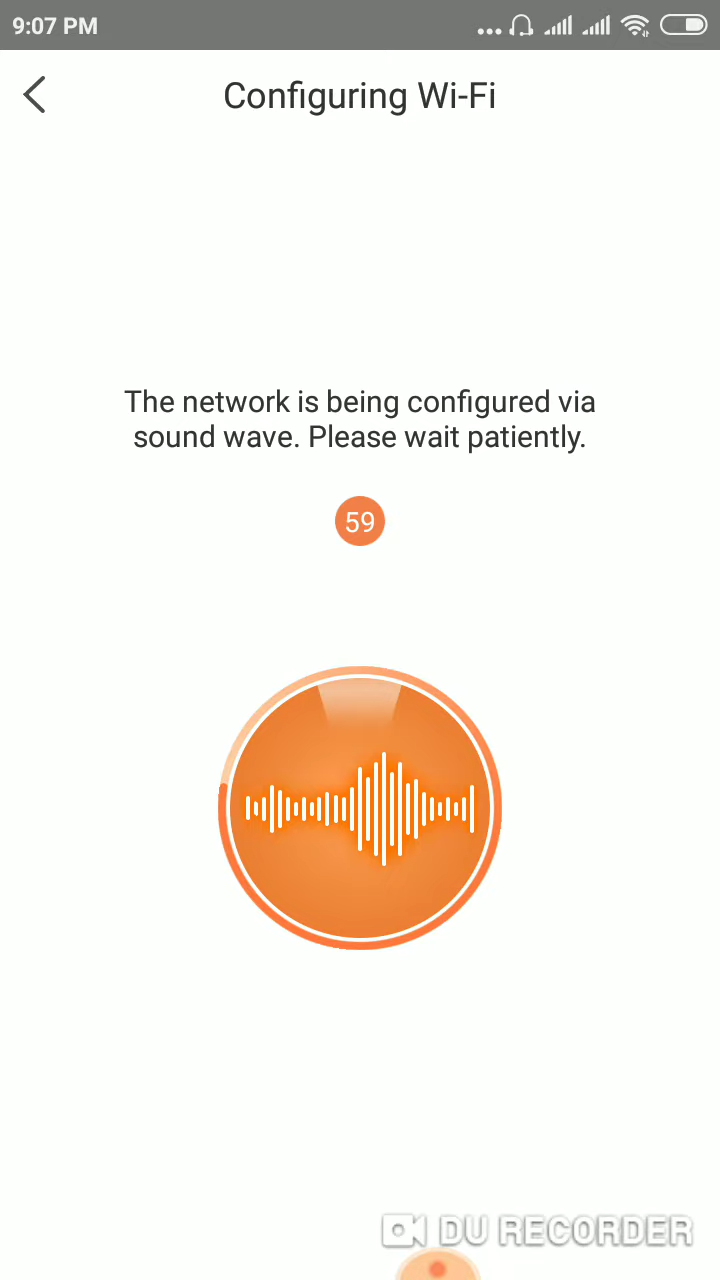 9:07 PM
Configuring Wi-Fi
The network is being configured via
sound wave. Please wait patiently.
59
DU RECORDER